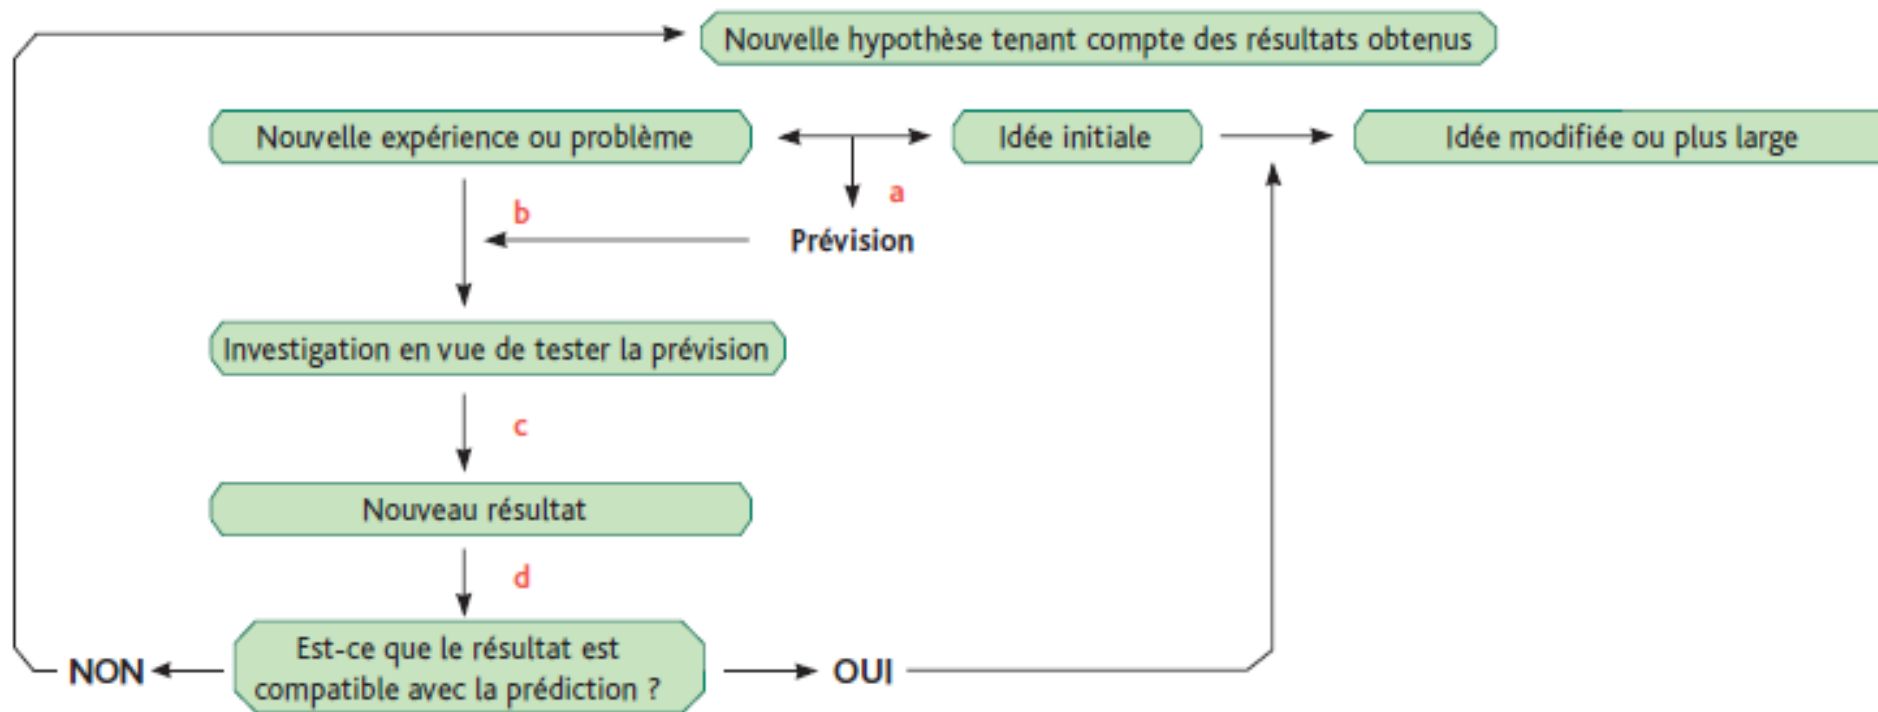 Nouvelle hypothèse tenant compte des résultats obtenus
Nouvelle expérience ou problème
Idée initiale
Idée modifiée ou plus large
a
b
Prévision
Investigation en vue de tester la prévision
c
Nouveau résultat
d
Est-ce que le résultat est
compatible avec la prédiction ?
NON
OUI